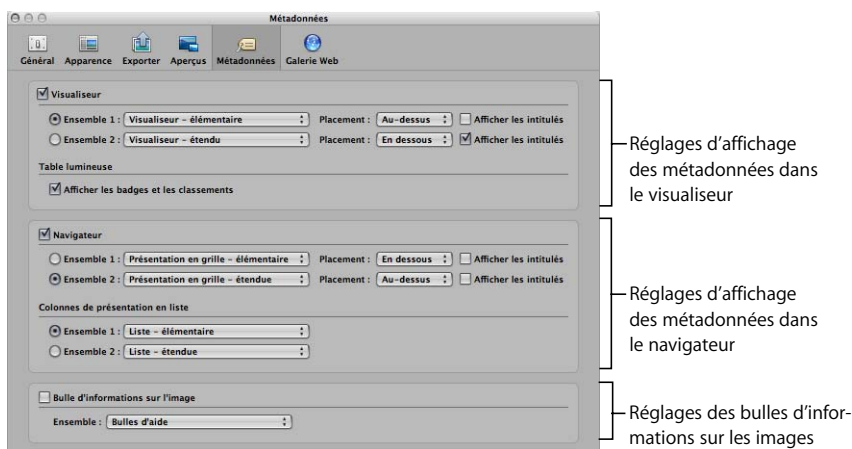 Métadonnées
Général Apparence Exporter Aperçus Métadonnées Galerie Web
Visualiseur
Ensemble 1 : Visualiseur – élémentaire Placement : Au-dessus Afficher les intitulés
Ensemble 2 : Visualiseur – étendu Placement : En dessous Afficher les intitulés
Table lumineuse
Afficher les badges et les classements
Réglages d'affichage
des métadonnées dans
le visualiseur
Navigateur
Ensemble 1 : Présentation en grille – élémentaire Placement : En dessous Afficher les intitulés
Ensemble 2 : Présentation en grille – étendue Placement : Au-dessus Afficher les intitulés
Colonnes de présentation en liste
Ensemble 1 : Liste – élémentaire
Ensemble 2 : Liste – étendue
Réglages d'affichage
des métadonnées dans
le navigateur
Bulle d'informations sur l'image
Ensemble : Bulles d'aide
Réglages des bulles d'infor-
mations sur les images